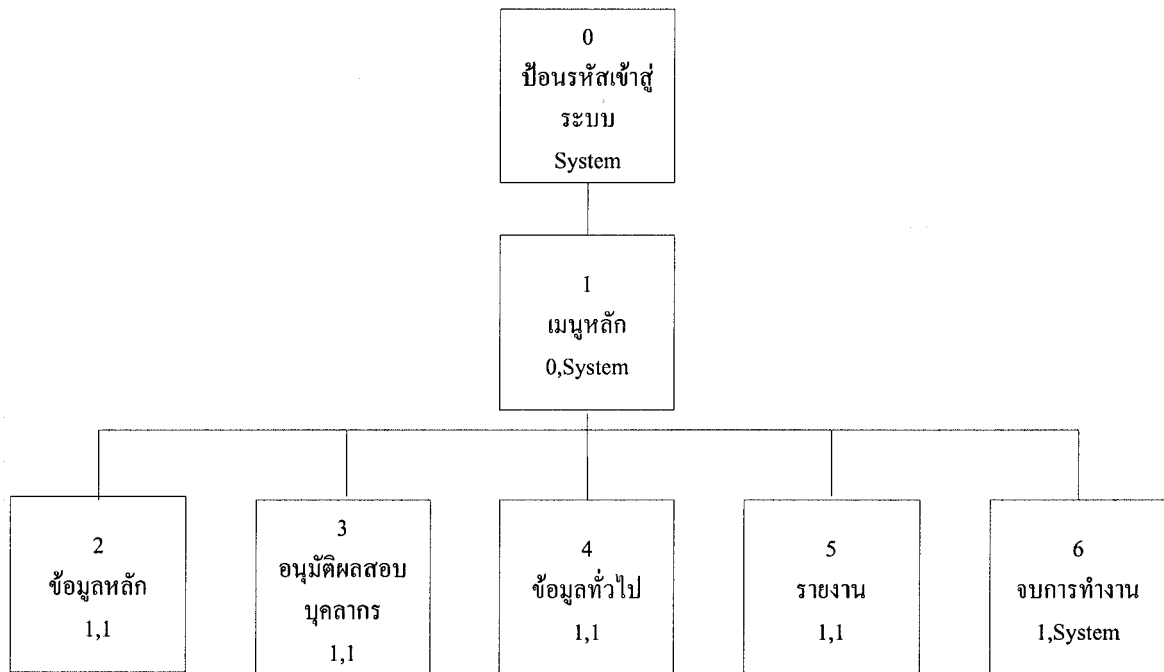 0
ป้อนรหัสเข้าสู่
ระบบ
System
1
เมนูหลัก
0,System
2
ข้อมูลหลัก
1,1
3
อนุมัติผลสอบ
บุคลากร
1,1
4
ข้อมูลทั่วไป
1,1
5
รายงาน
1,1
6
จบการทำงาน
1,System